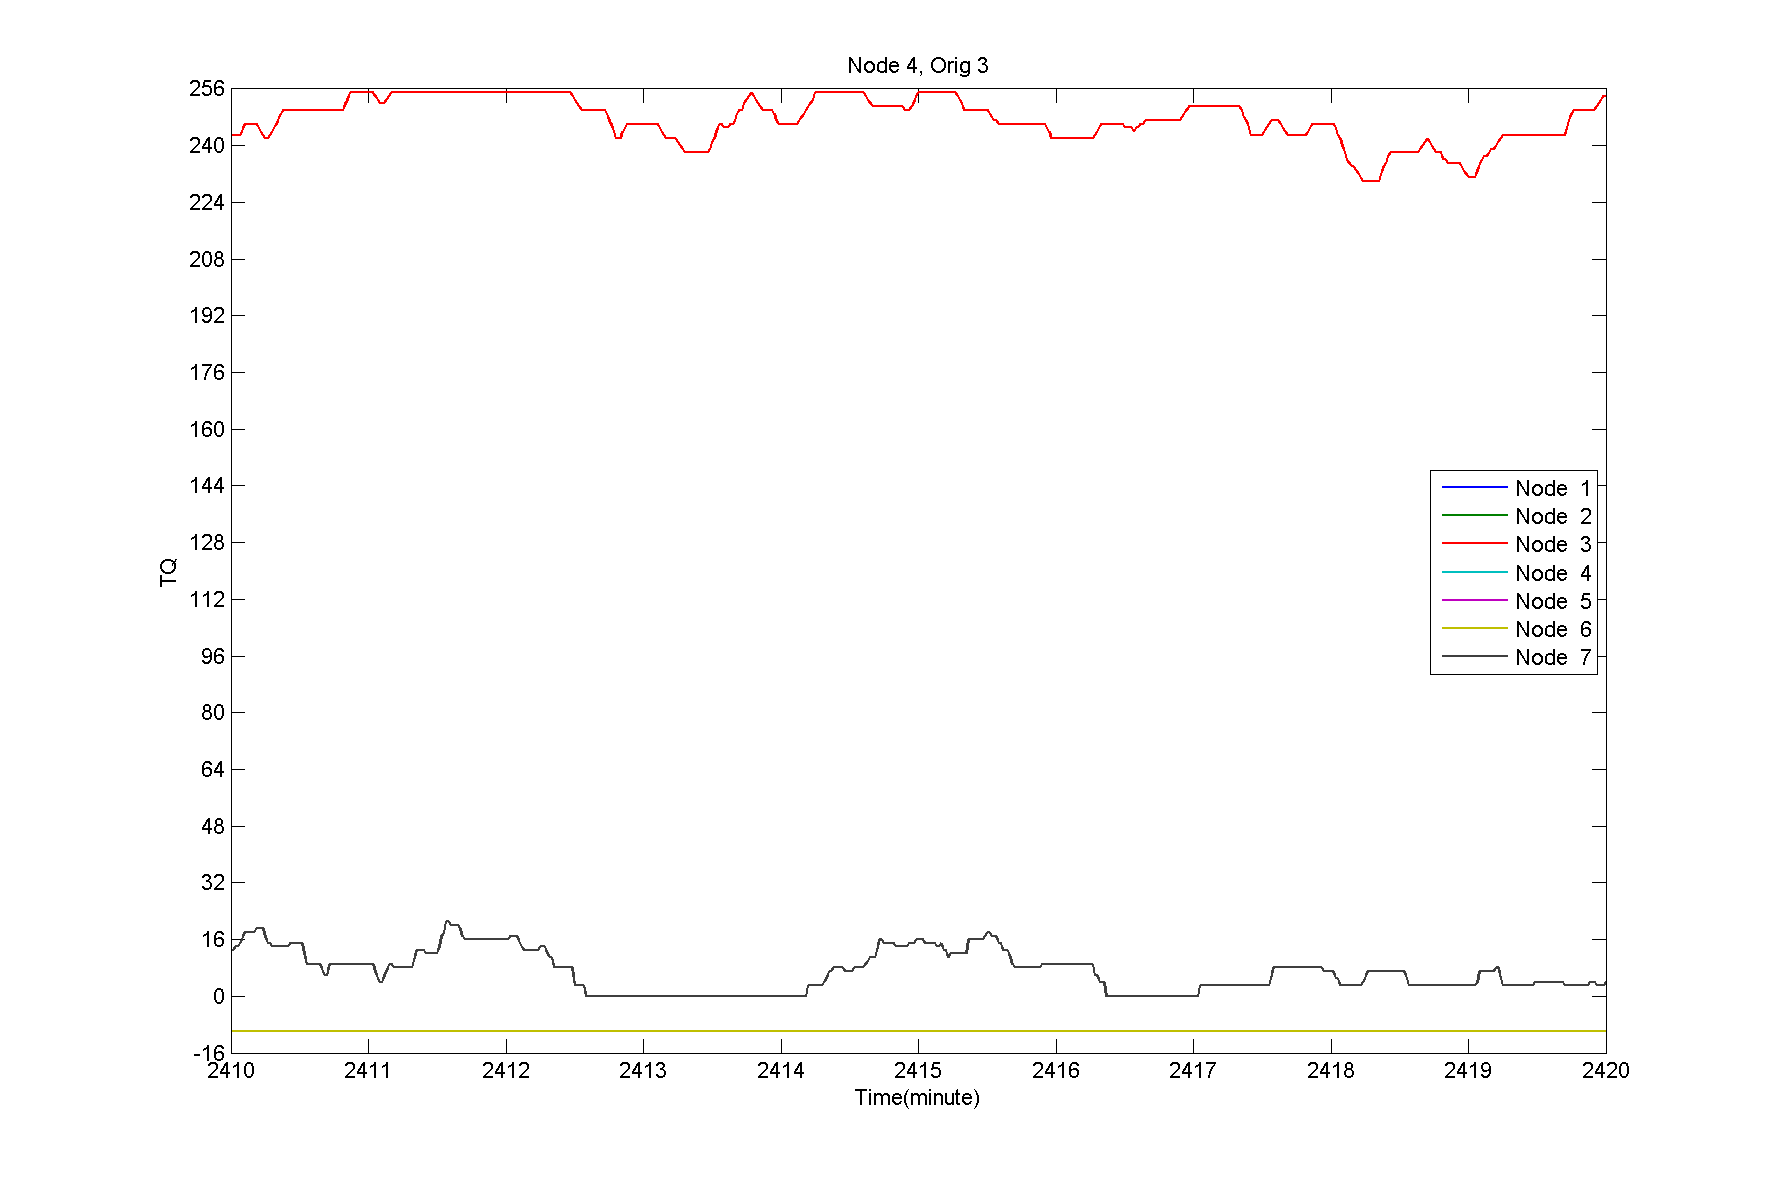 Node 4, Orig 3
256
240
224
208
192
176
160
144
128
112
96
80
64
48
32
16
0
-16
TQ
Node 1
Node 2
Node 3
Node 4
Node 5
Node 6
Node 7
2410 2411 2412 2413 2414 2415 2416 2417 2418 2419 2420
Time(minute)